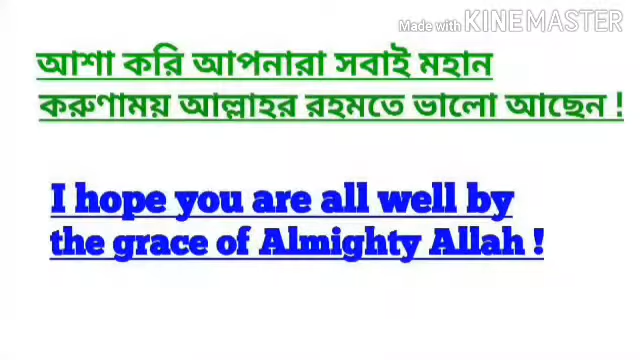 Made with KINEMASTER
আশা করি আপনারা সবাই মহান
করুণাময় আল্লাহর রহমতে ভালো আছেন !
I hope you are all well by
the grace of Almighty Allah !